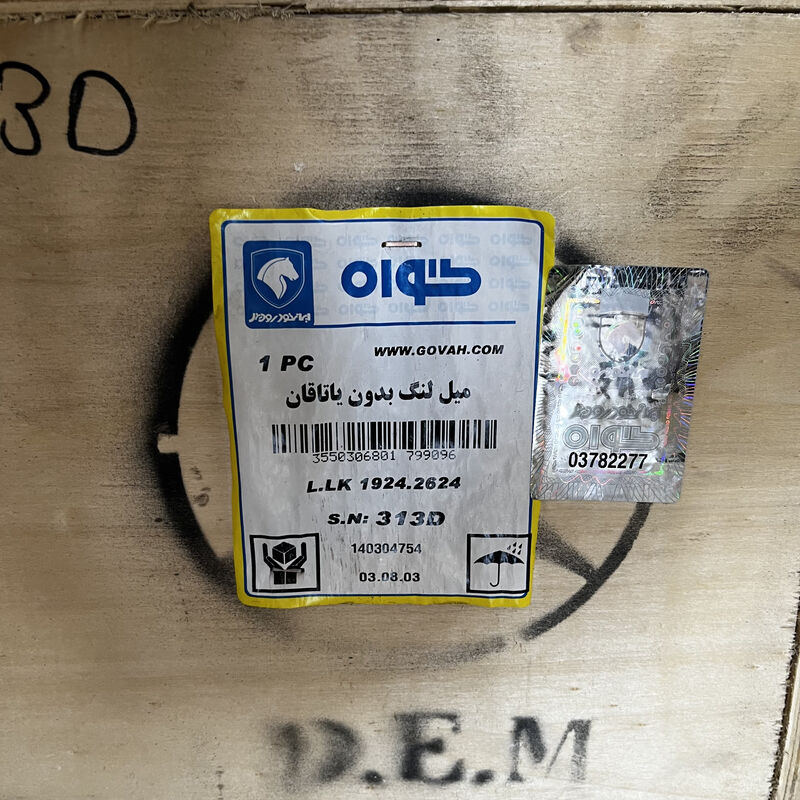 3D
گواه
ایران‌خودرودیزل
WWW.GOVAH.COM
1 PC
میل لنگ بدون یاتاقان
3550306801 799096
L.LK 1924.2624
S.N: 313D
140304754
03.08.03
گواه
03782277
D.E.M